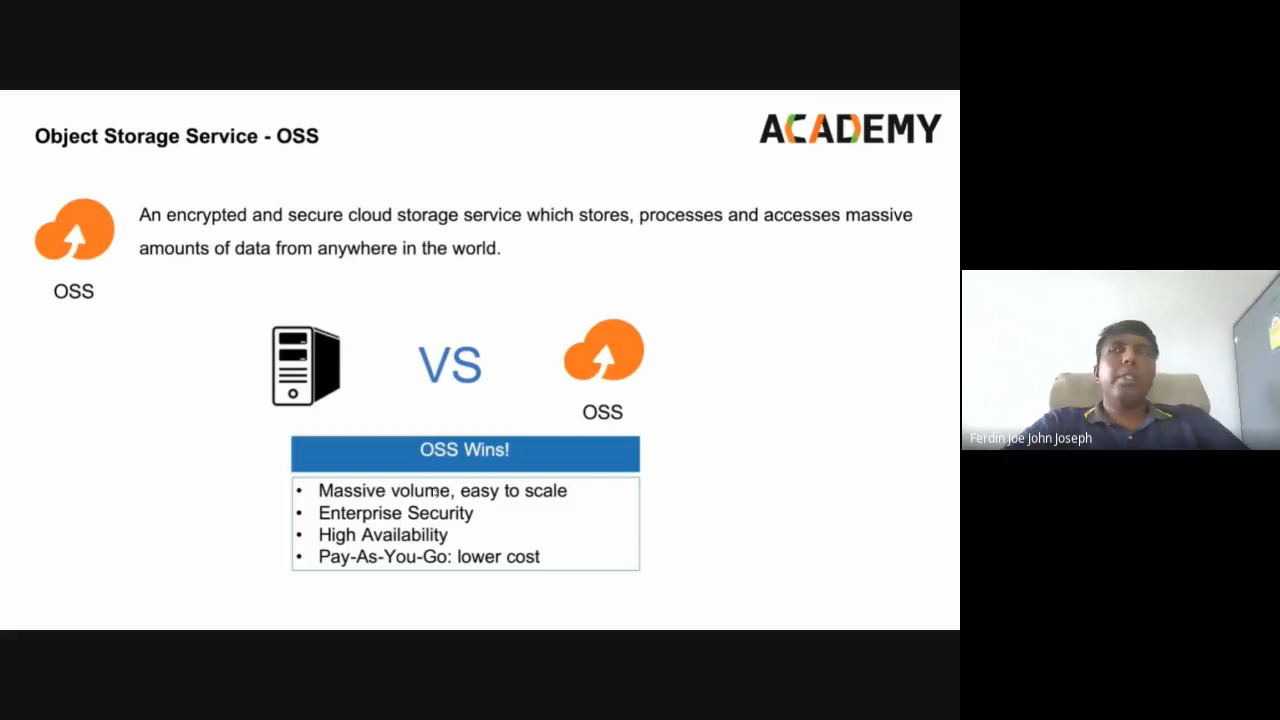 Object Storage Service - OSS
ACADEMY
An encrypted and secure cloud storage service which stores, processes and accesses massive
amounts of data from anywhere in the world.
OSS
VS
OSS
OSS Wins!
• Massive volume, easy to scale
• Enterprise Security
• High Availability
• Pay-As-You-Go: lower cost
Ferdin Joe John Joseph